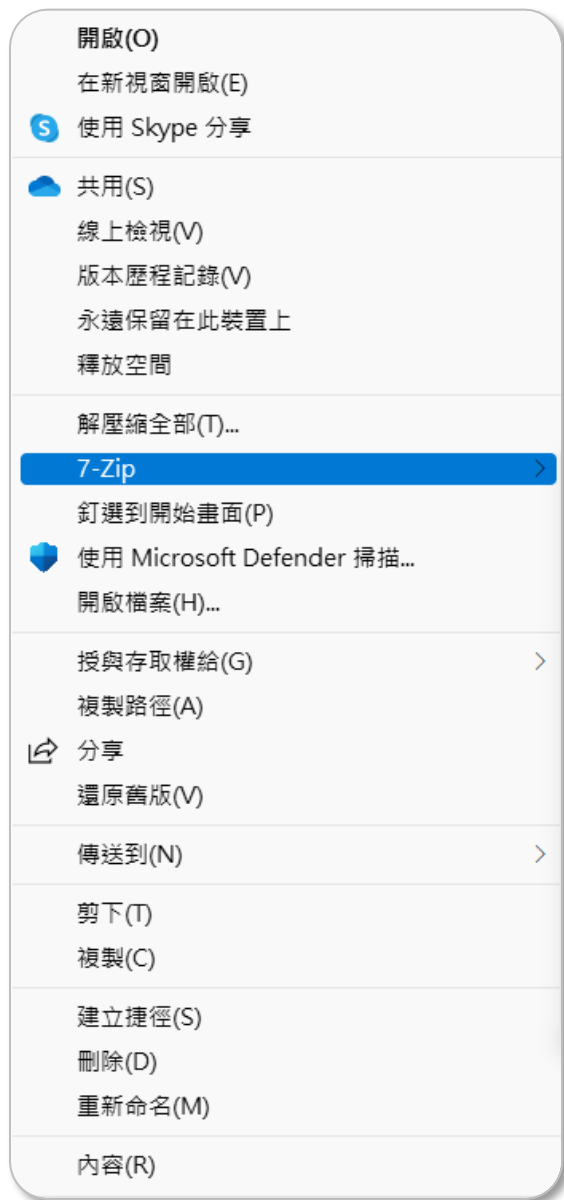 開啟(O)
在新視窗開啟(E)
使用 Skype 分享
共用(S)
線上檢視(V)
版本歷程記錄(V)
永遠保留在此裝置上
釋放空間
解壓縮全部(T)...
7-Zip
釘選到開始畫面(P)
使用 Microsoft Defender 掃描...
開啟檔案(H)...
授與存取權給(G)
複製路徑(A)
分享
還原舊版(V)
傳送到(N)
剪下(T)
複製(C)
建立捷徑(S)
刪除(D)
重新命名(M)
內容(R)